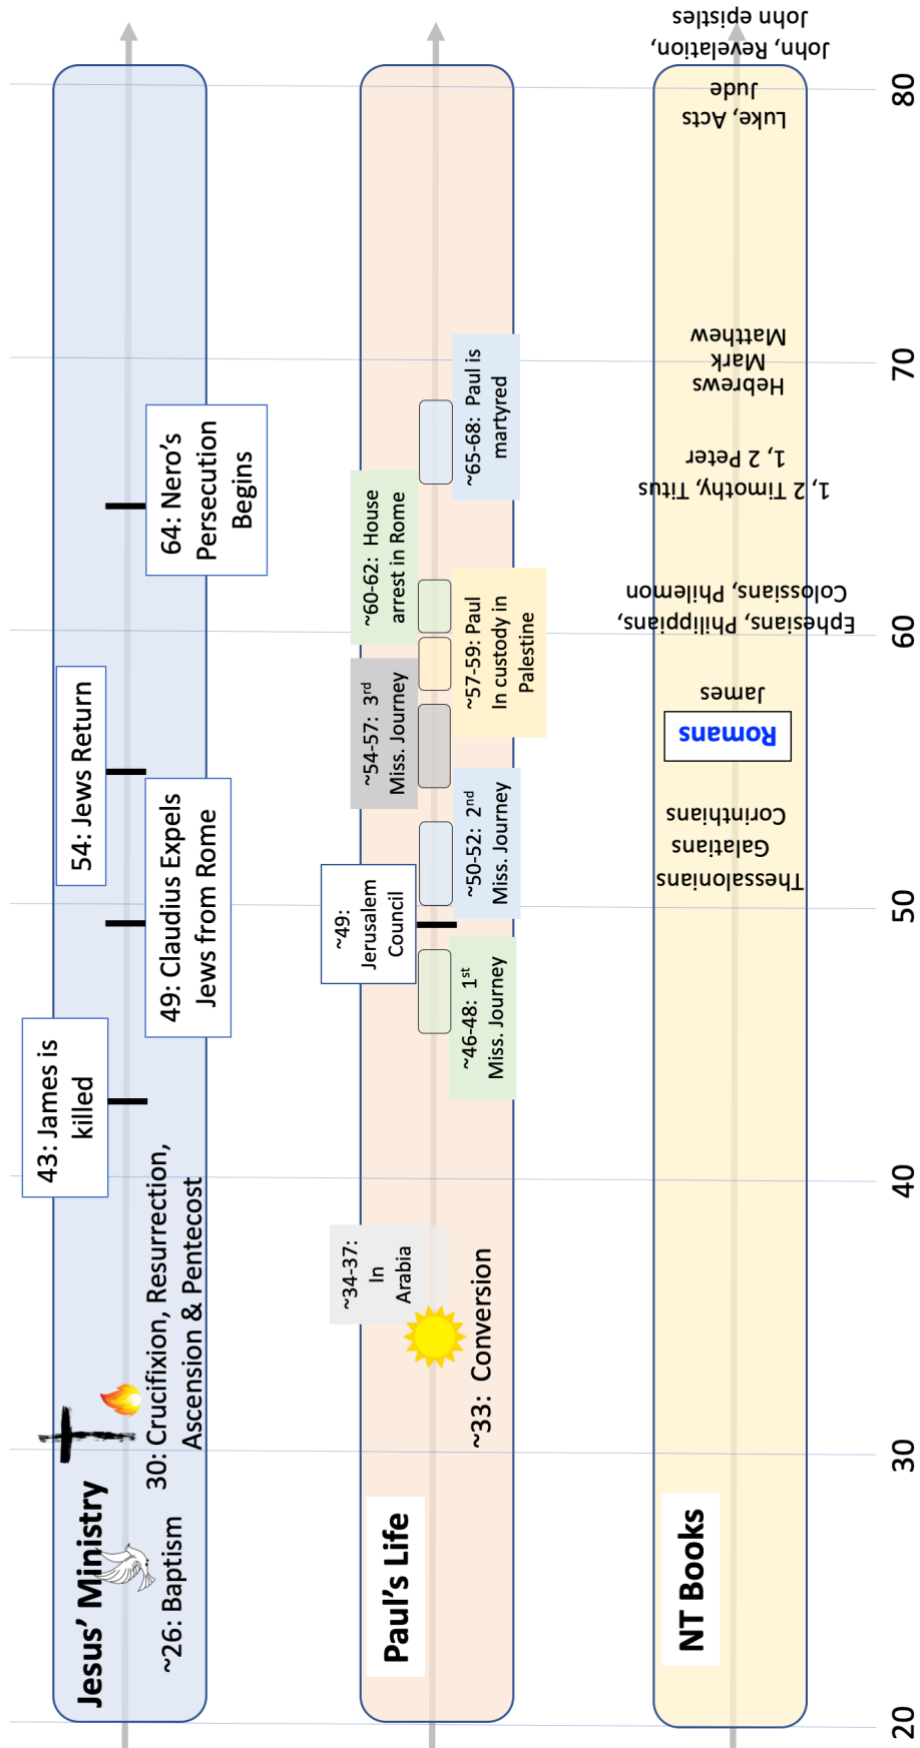 Jesus' Ministry
~26: Baptism
30: Crucifixion, Resurrection,
Ascension & Pentecost
43: James is
killed
49: Claudius Expels
Jews from Rome
54: Jews Return
64: Nero's
Persecution
Begins
Paul's Life
~33: Conversion
~34-37:
In
Arabia
~46-48: 1st
Miss. Journey
~49:
Jerusalem
Council
~50-52: 2nd
Miss. Journey
~54-57: 3rd
Miss. Journey
~57-59: Paul
In custody in
Palestine
~60-62: House
arrest in Rome
~65-68: Paul is
martyred
NT Books
Thessalonians
Galatians
Corinthians
Romans
James
Ephesians, Philippians,
Colossians, Philemon
1, 2 Timothy, Titus
1, 2 Peter
Hebrews
Mark
Matthew
Luke, Acts
Jude
John, Revelation,
John epistles
20
30
40
50
60
70
80